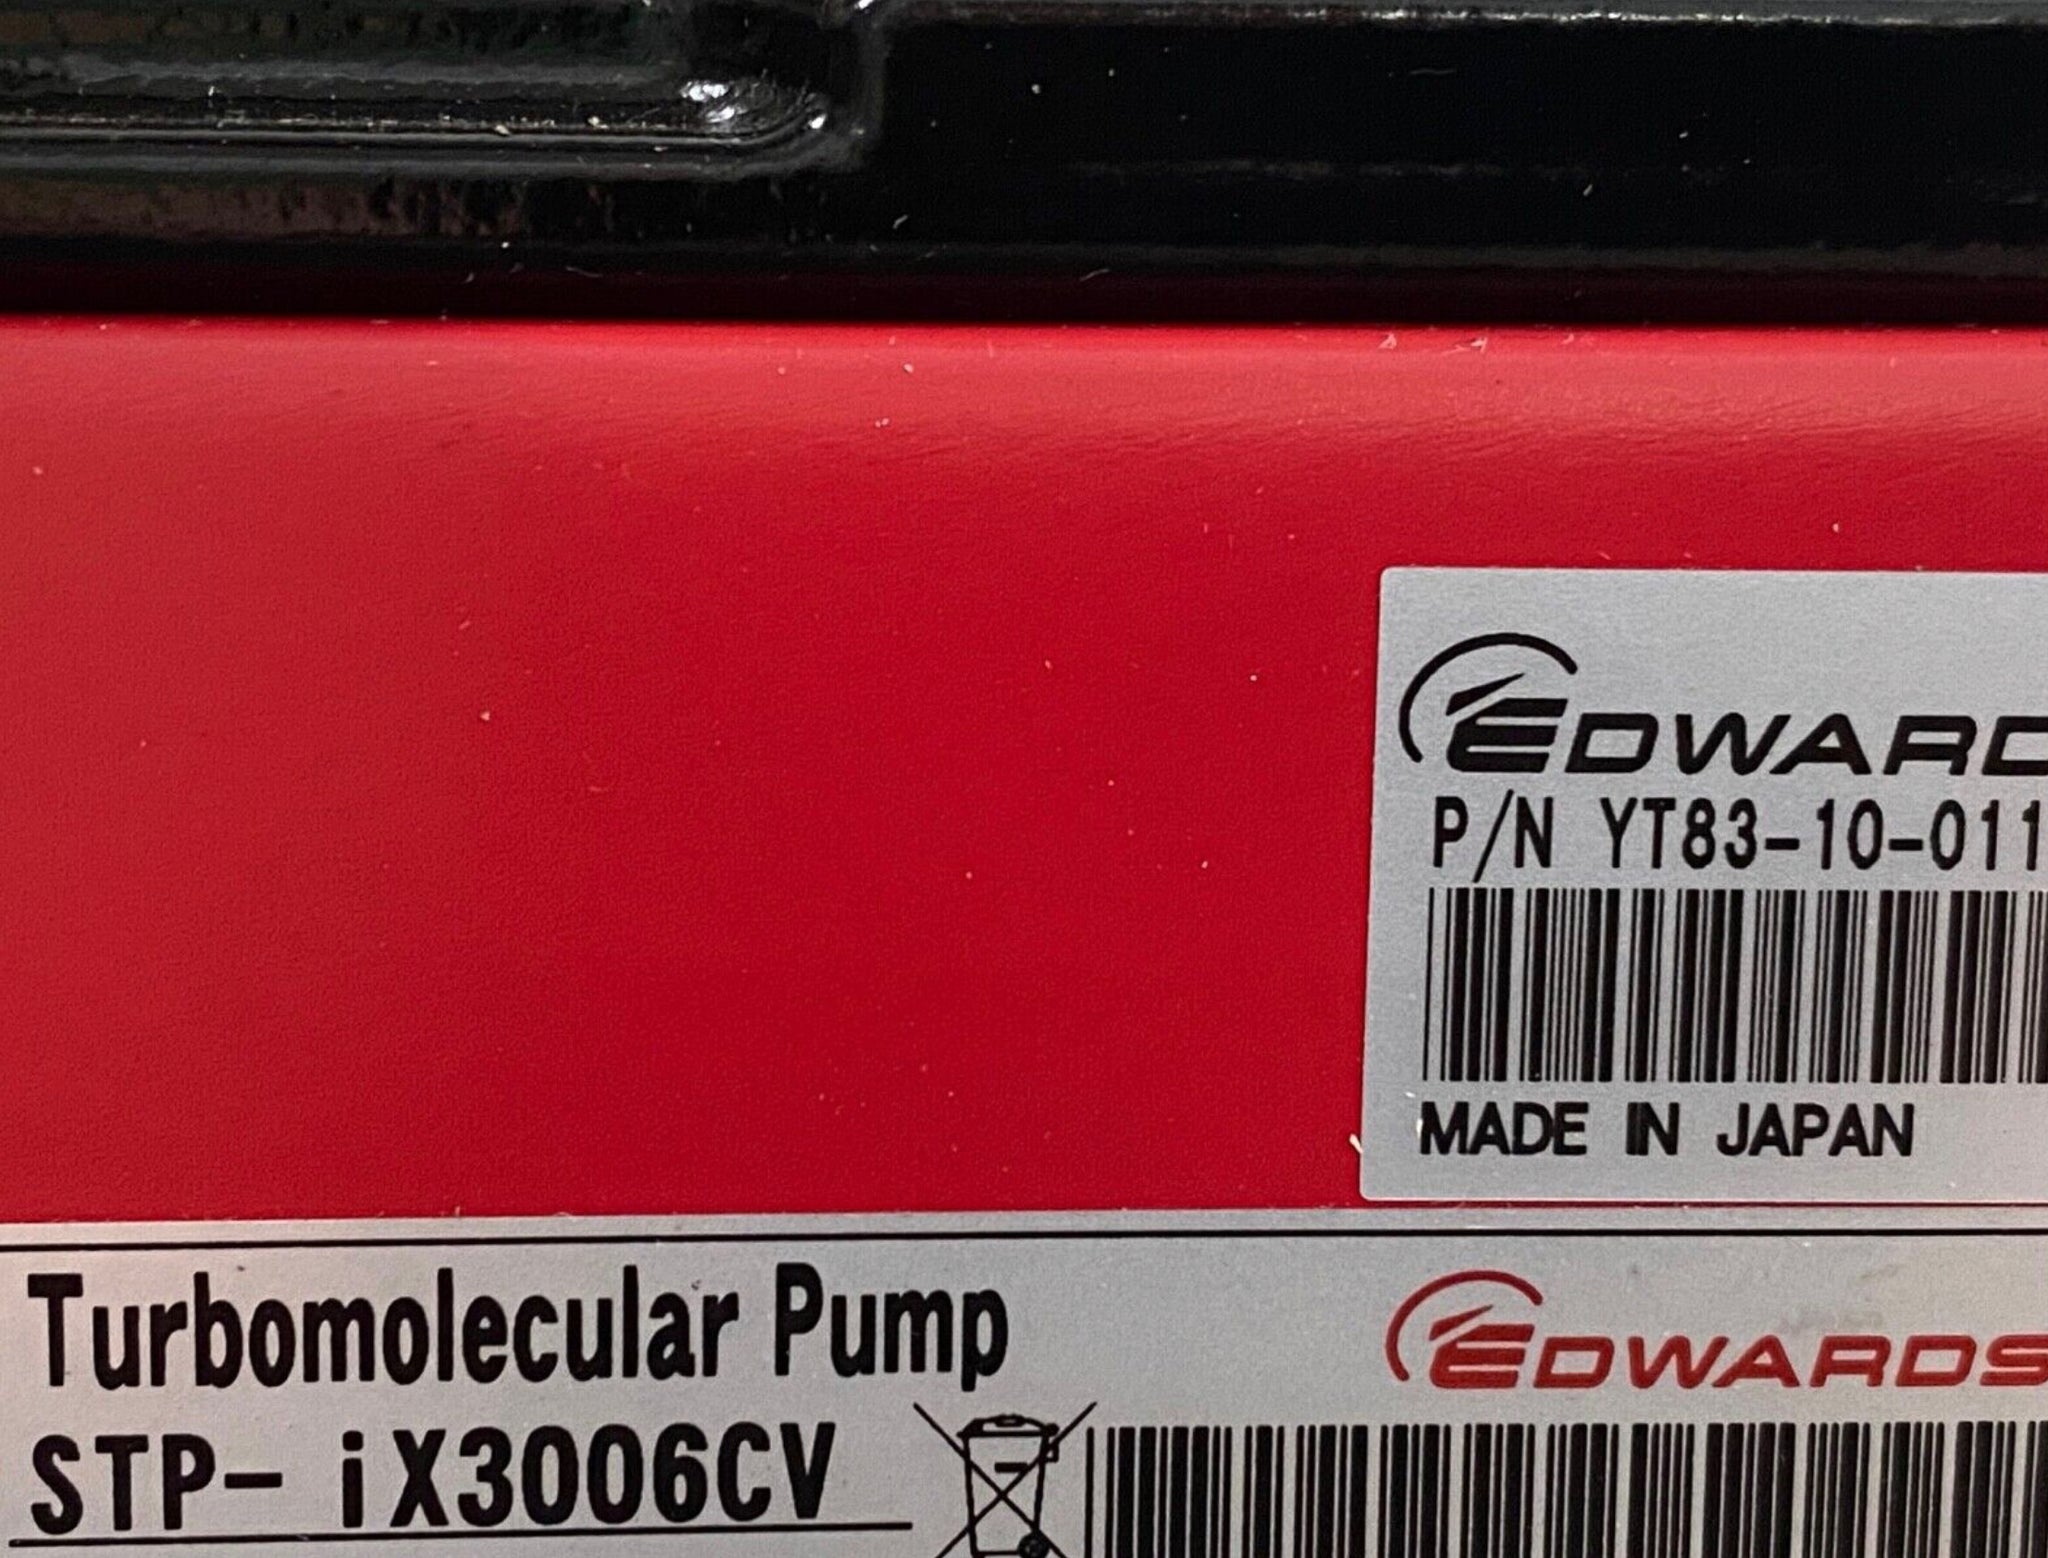 EDWARD
P/N YT83-10-011
MADE IN JAPAN
Turbomolecular Pump
EDWARDS
STP- iX3006CV